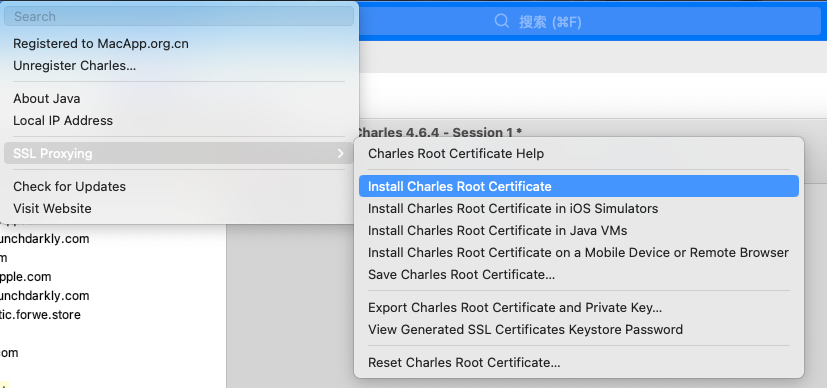 Search
搜索 (⌘F)
Registered to MacApp.org.cn
Unregister Charles...
About Java
Local IP Address
Charles 4.6.4 - Session 1 *
SSL Proxying
Charles Root Certificate Help
Check for Updates
Install Charles Root Certificate
Visit Website
Install Charles Root Certificate in iOS Simulators
Install Charles Root Certificate in Java VMs
unchdarkly.com
Install Charles Root Certificate on a Mobile Device or Remote Browser
m
Save Charles Root Certificate...
pple.com
unchdarkly.com
Export Charles Root Certificate and Private Key...
tic.forwe.store
View Generated SSL Certificates Keystore Password
com
Reset Charles Root Certificate...